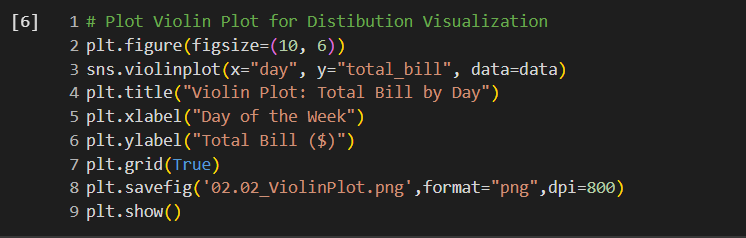 [6] 1 # Plot Violin Plot for Distibution Visualization
2 plt.figure(figsize=(10, 6))
3 sns.violinplot(x="day", y="total_bill", data=data)
4 plt.title("Violin Plot: Total Bill by Day")
5 plt.xlabel("Day of the Week")
6 plt.ylabel("Total Bill ($)")
7 plt.grid(True)
8 plt.savefig('02.02_ViolinPlot.png',format="png",dpi=800)
9 plt.show()